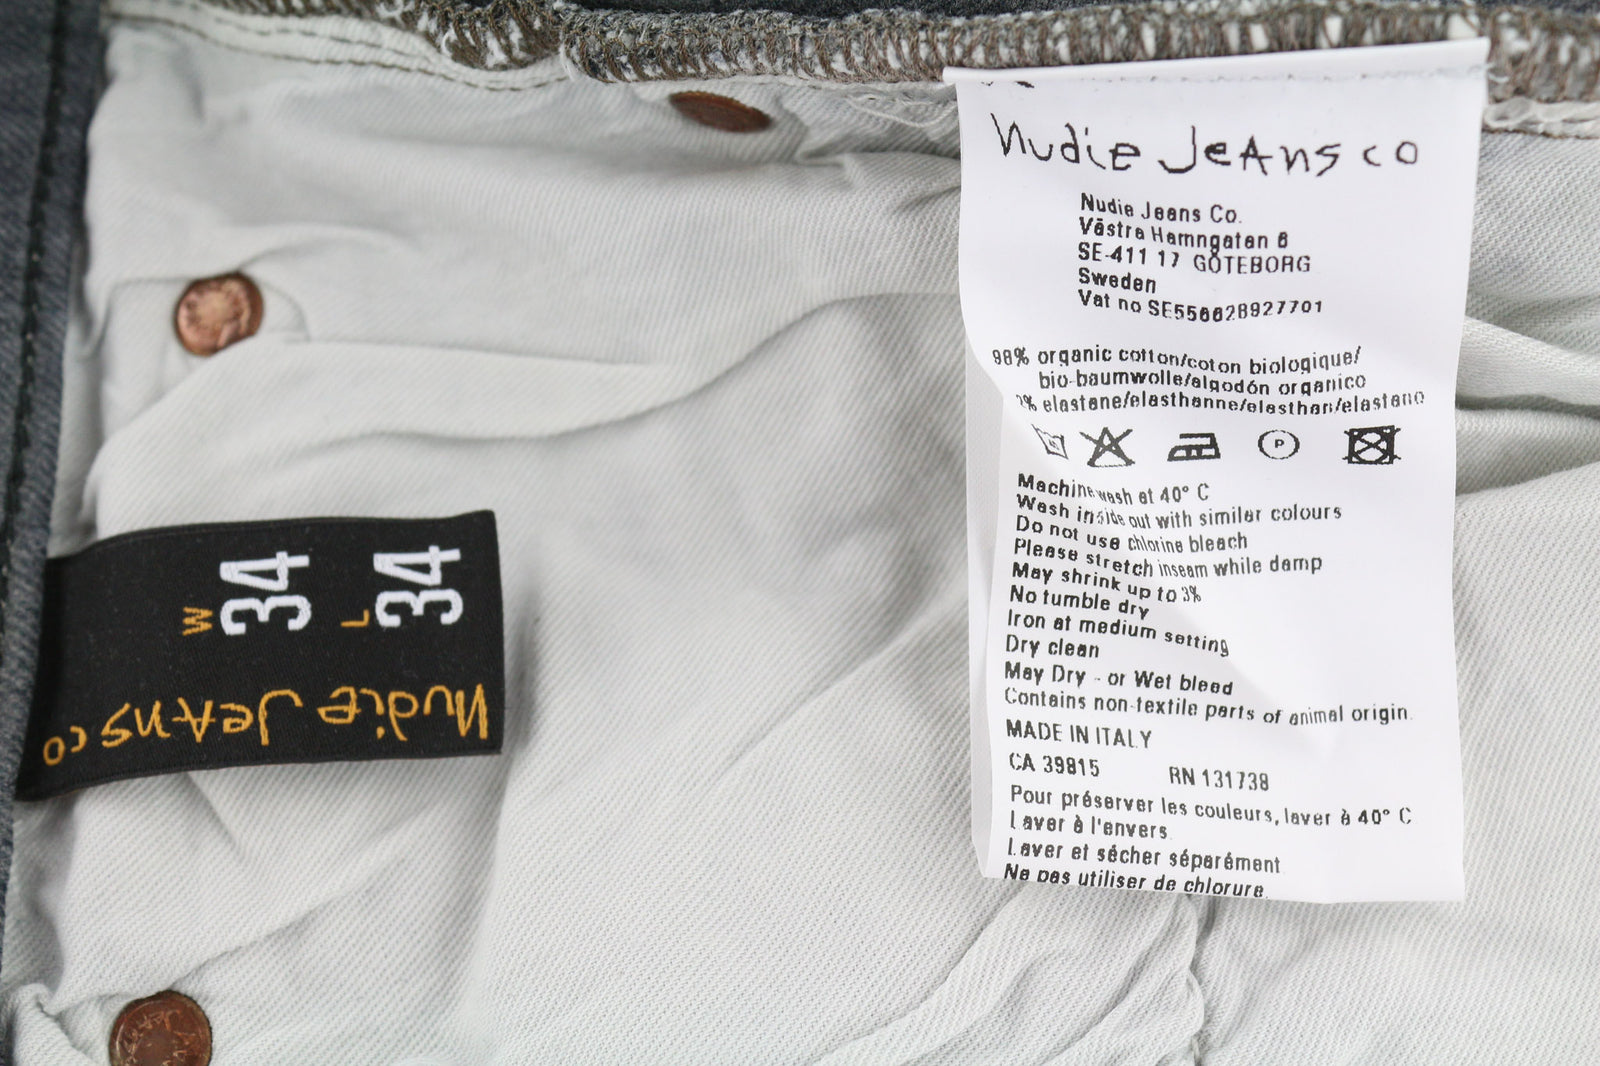 W
34
L
34
Nudie Jeans co
Nudie Jeans co
Nudie Jeans Co.
Västra Hamngatan 6
SE-411 17 GÖTEBORG
Sweden
Vat no
98% organic cotton/coton biologique/
bio-baumwolle/algodón organico
2% elastane/elasthanne/elasthan/elastano
P
Machine wash at 40° C
Wash inside out with similar colours
Do not use chlorine bleach
Please stretch inseam while damp
May shrink up to 3%
No tumble dry
Iron at medium setting
Dry clean
May Dry - or Wet bleed
Contains non-textile parts of animal origin.
MADE IN ITALY
CA 39815 RN 131738
Pour préserver les couleurs, laver à 40° C
Laver à l'envers.
Laver et sécher séparément
Ne pas utiliser de chlorure.